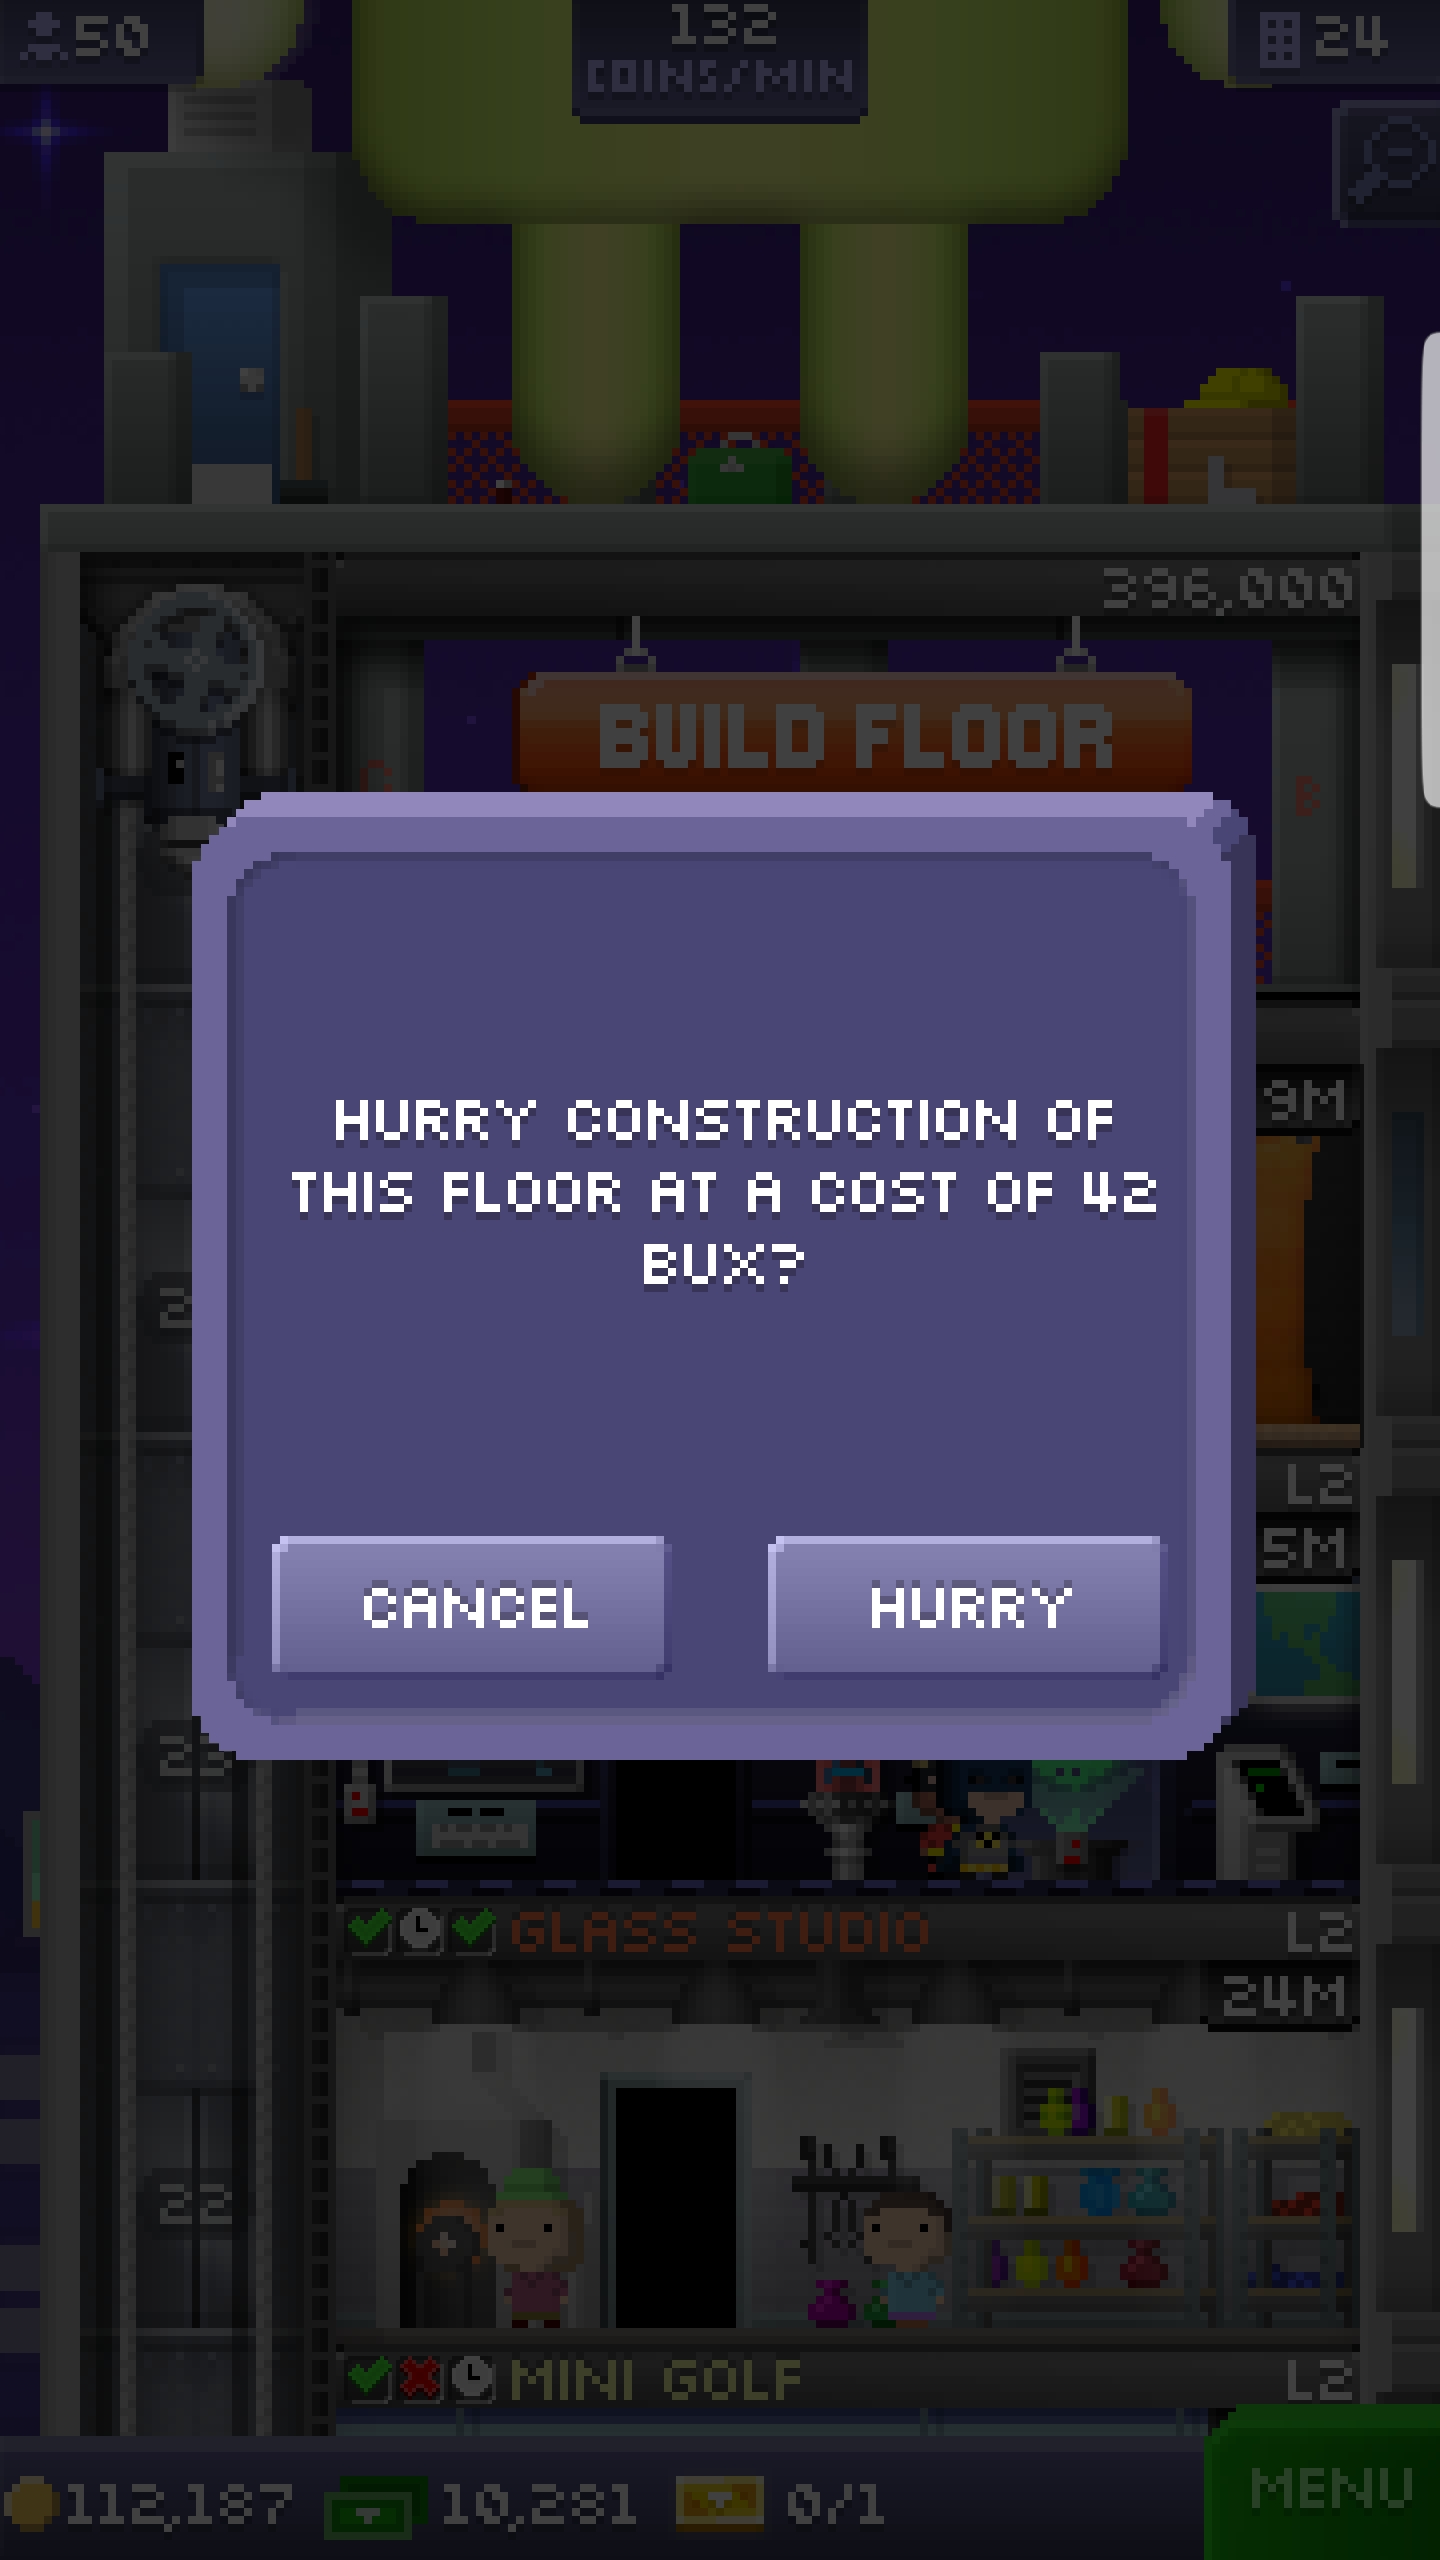 50
132
COINS/MIN
24
396,000
BUILD FLOOR
B
9M
HURRY CONSTRUCTION OF
THIS FLOOR AT A COST OF 42
BUX?
L2
5M
CANCEL
HURRY
23
GLASS STUDIO
L2
24M
22
MINI GOLF
L2
112,187
10,281
0/1
MENU